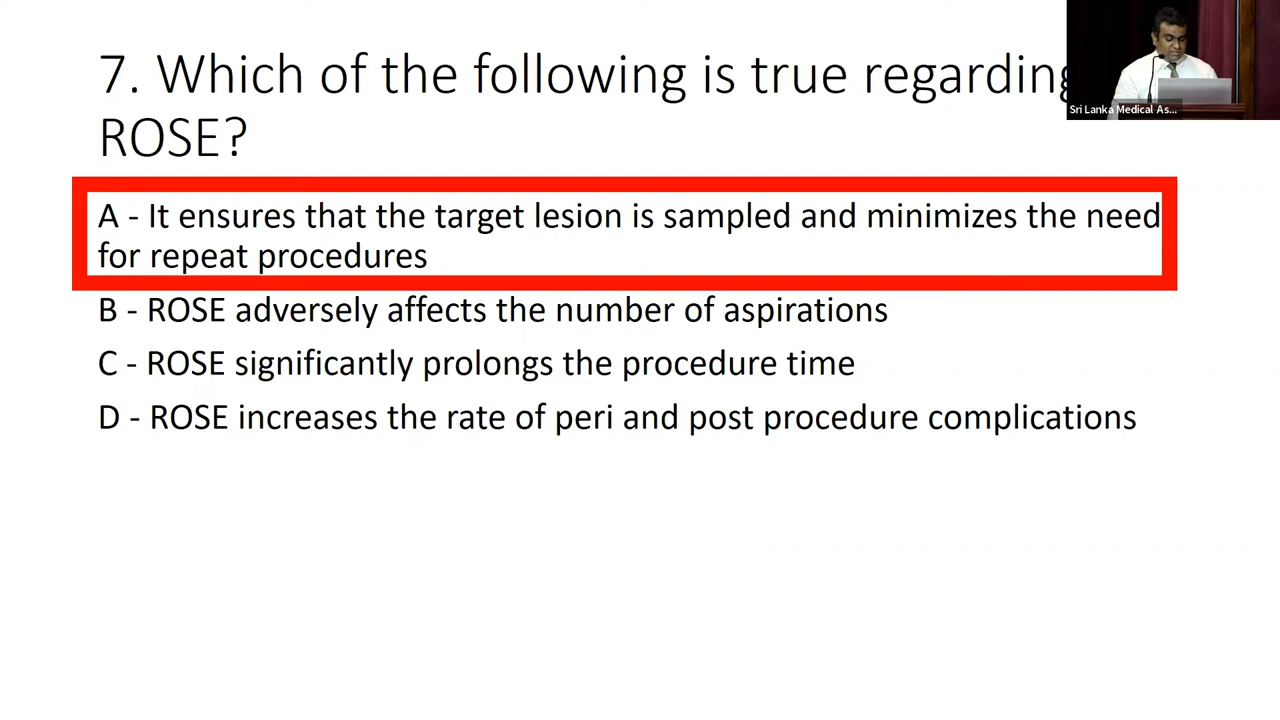 7. Which of the following is true regarding
ROSE?
Sri Lanka Medical As...
A - It ensures that the target lesion is sampled and minimizes the need
for repeat procedures
B - ROSE adversely affects the number of aspirations
C - ROSE significantly prolongs the procedure time
D - ROSE increases the rate of peri and post procedure complications